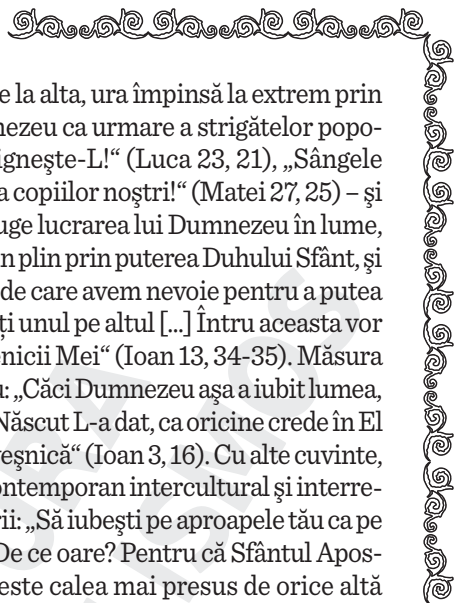 e la alta, ura împinsă la extrem prin
nezeu ca urmare a strigătelor popo-
igneşte-L!“ (Luca 23, 21), „Sângele
a copiilor noştri!“ (Matei 27, 25) – şi
uge lucrarea lui Dumnezeu în lume,
n plin prin puterea Duhului Sfânt, şi
de care avem nevoie pentru a putea
ţi unul pe altul [...] Întru aceasta vor
enicii Mei“ (Ioan 13, 34-35). Măsura
u: „Căci Dumnezeu aşa a iubit lumea,
Născut L-a dat, ca oricine crede în El
veşnică“ (Ioan 3, 16). Cu alte cuvinte,
ontemporan intercultural şi interre-
rii: „Să iubeşti pe aproapele tău ca pe
De ce oare? Pentru că Sfântul Apos-
este calea mai presus de orice altă